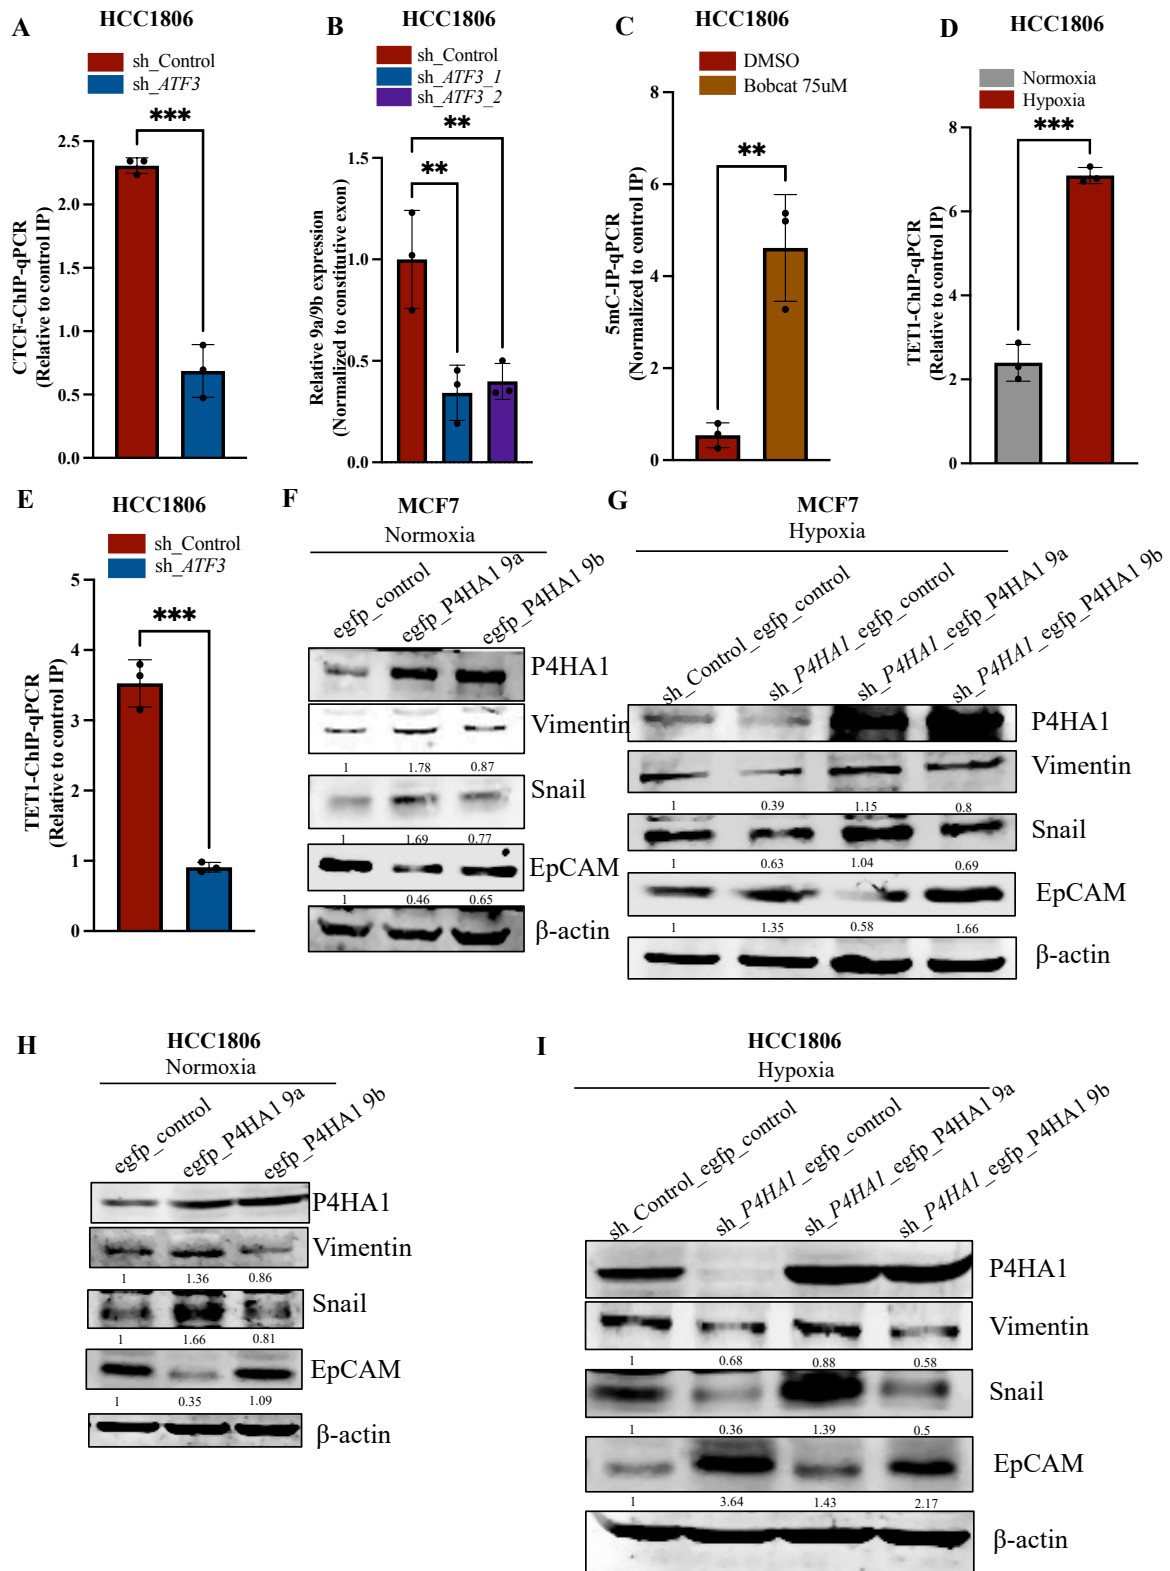 A
HCC1806
sh_Control
sh_ATF3
***
CTCF-ChIP-qPCR
(Relative to control IP)
2.5
2.0
1.5
1.0
0.5
0.0
B
HCC1806
sh_Control
sh_ATF3_1
sh_ATF3_2
**
**
Relative 9a/9b expression
(Normalized to constitutive exon)
1.5
1.0
0.5
0.0
C
HCC1806
DMSO
Bobcat 75uM
**
5mC-IP-qPCR
(Normalized to control IP)
8
6
4
2
0
D
HCC1806
Normoxia
Hypoxia
***
TET1-ChIP-qPCR
(Relative to control IP)
8
6
4
2
0
E
HCC1806
sh_Control
sh_ATF3
***
TET1-ChIP-qPCR
(Relative to control IP)
5
4
3
2
1
0
F
MCF7
Normoxia
egfp_control
egfp_P4HA1 9a
egfp_P4HA1 9b
P4HA1
Vimentin
1 1.78 0.87
Snail
1 1.69 0.77
EpCAM
1 0.46 0.65
β-actin
G
MCF7
Hypoxia
sh_Control_egfp_control
sh_P4HA1_egfp_control
sh_P4HA1_egfp_P4HA1 9a
sh_P4HA1_egfp_P4HA1 9b
P4HA1
Vimentin
1 0.39 1.15 0.8
Snail
1 0.63 1.04 0.69
EpCAM
1 1.35 0.58 1.66
β-actin
H
HCC1806
Normoxia
egfp_control
egfp_P4HA1 9a
egfp_P4HA1 9b
P4HA1
Vimentin
1 1.36 0.86
Snail
1 1.66 0.81
EpCAM
1 0.35 1.09
β-actin
I
HCC1806
Hypoxia
sh_Control_egfp_control
sh_P4HA1_egfp_control
sh_P4HA1_egfp_P4HA1 9a
sh_P4HA1_egfp_P4HA1 9b
P4HA1
Vimentin
1 0.68 0.88 0.58
Snail
1 0.36 1.39 0.5
EpCAM
1 3.64 1.43 2.17
β-actin